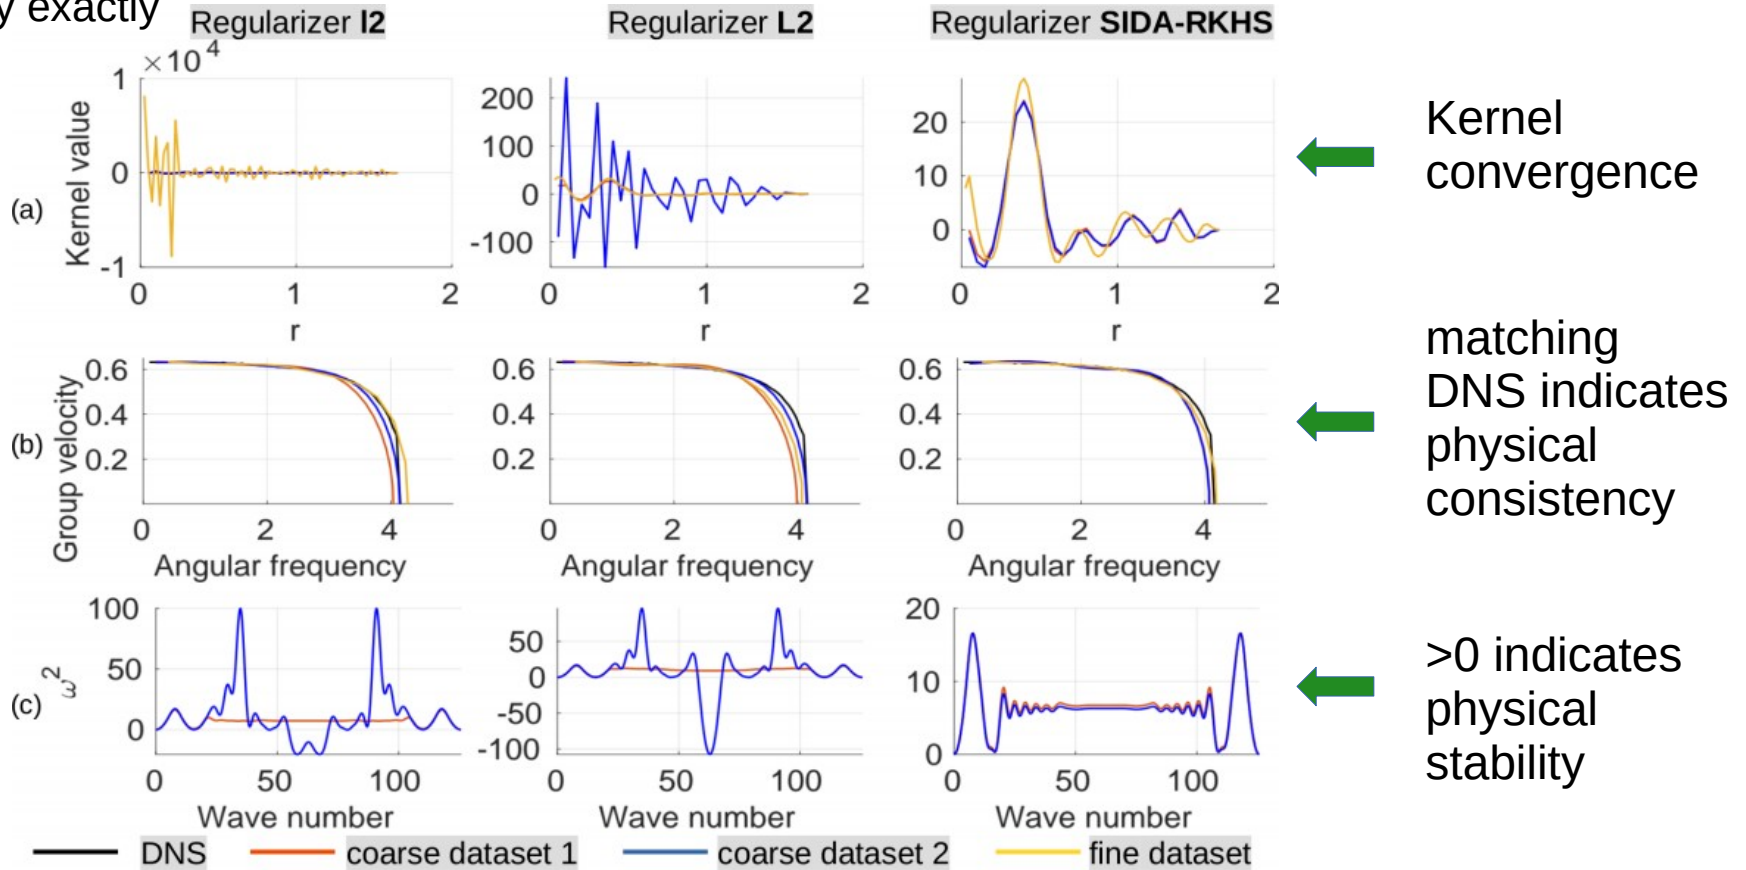 y exactly
Regularizer l2
Regularizer L2
Regularizer SIDA-RKHS
×10^4
1
0
-1
Kernel value
(a)
0 1 2
r
200
100
0
-100
0 1 2
r
20
10
0
0 1 2
r
Kernel
convergence
0.6
0.4
0.2
Group velocity
(b)
0 2 4
Angular frequency
0.6
0.4
0.2
0 2 4
Angular frequency
0.6
0.4
0.2
0 2 4
Angular frequency
matching
DNS indicates
physical
consistency
100
50
0
ω^2
(c)
0 50 100
Wave number
50
0
-50
-100
0 50 100
Wave number
20
10
0
0 50 100
Wave number
>0 indicates
physical
stability
DNS
coarse dataset 1
coarse dataset 2
fine dataset